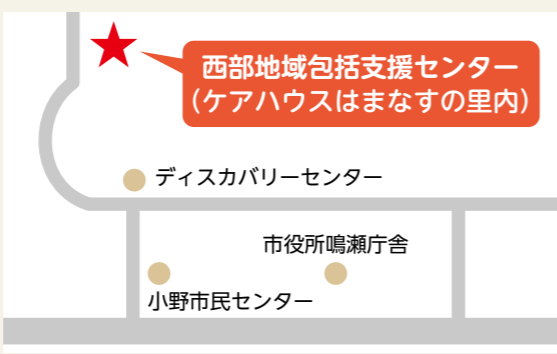 西部地域包括支援センター
(ケアハウスはまなすの里内)
ディスカバリーセンター
市役所鳴瀬庁舎
小野市民センター